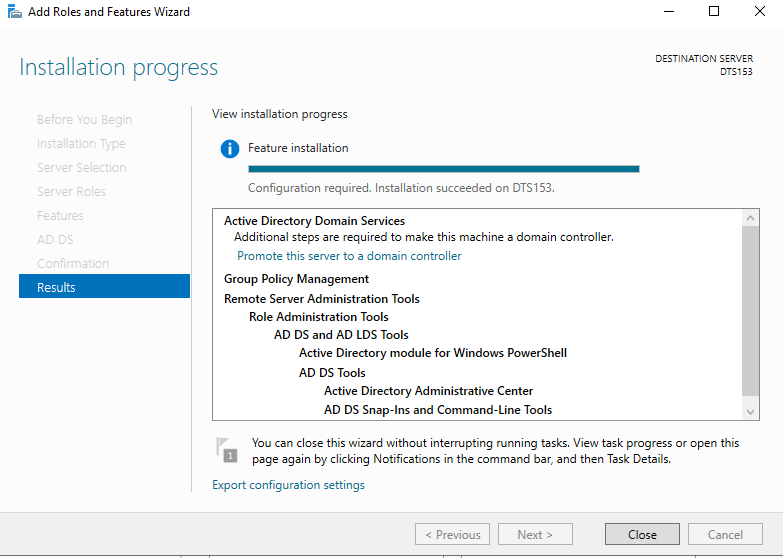 Add Roles and Features Wizard
Installation progress
DESTINATION SERVER
DTS153
Before You Begin
Installation Type
Server Selection
Server Roles
Features
AD DS
Confirmation
Results
View installation progress
Feature installation
Configuration required. Installation succeeded on DTS153.
Active Directory Domain Services
Additional steps are required to make this machine a domain controller.
Promote this server to a domain controller
Group Policy Management
Remote Server Administration Tools
Role Administration Tools
AD DS and AD LDS Tools
Active Directory module for Windows PowerShell
AD DS Tools
Active Directory Administrative Center
AD DS Snap-Ins and Command-Line Tools
1
You can close this wizard without interrupting running tasks. View task progress or open this
page again by clicking Notifications in the command bar, and then Task Details.
Export configuration settings
< Previous
Next >
Close
Cancel